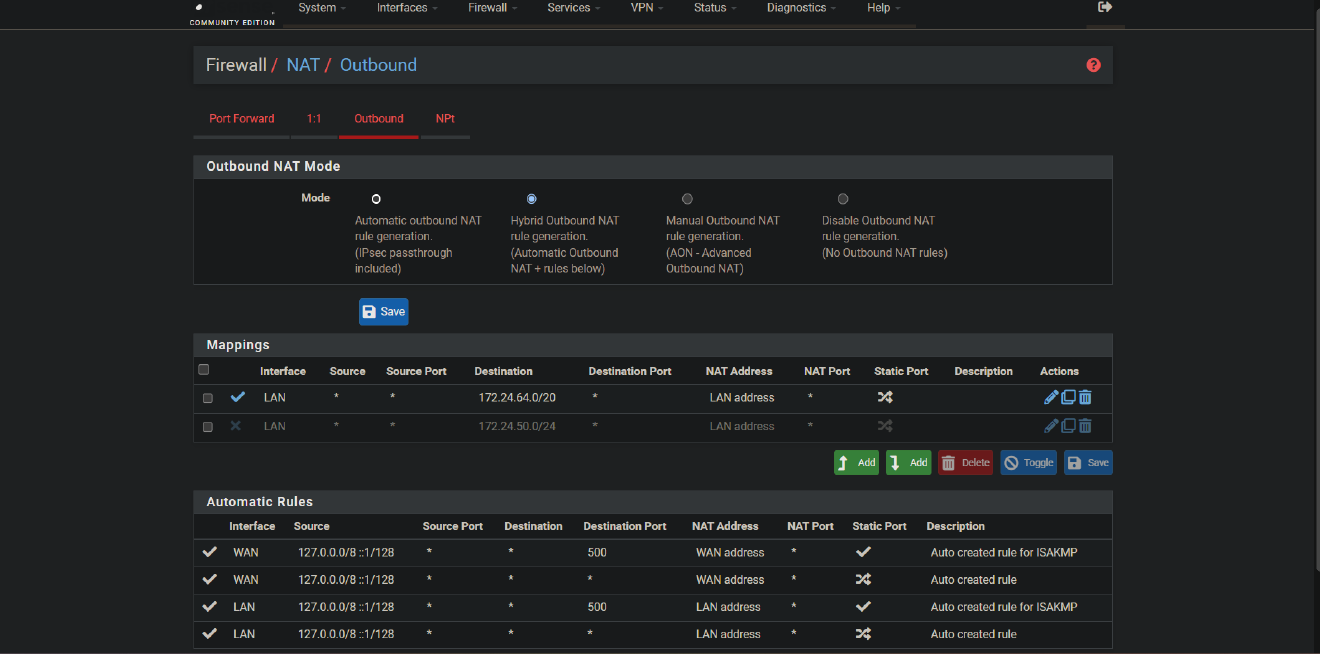 COMMUNITY EDITION
System Interfaces Firewall Services VPN Status Diagnostics Help
Firewall / NAT / Outbound
Port Forward 1:1 Outbound NPt
Outbound NAT Mode
Mode
Automatic outbound NAT
rule generation.
(IPsec passthrough
included)
Hybrid Outbound NAT
rule generation.
(Automatic Outbound
NAT + rules below)
Manual Outbound NAT
rule generation.
(AON - Advanced
Outbound NAT)
Disable Outbound NAT
rule generation.
(No Outbound NAT rules)
Save
Mappings
Interface Source Source Port Destination Destination Port NAT Address NAT Port Static Port Description Actions
LAN * * 172.24.64.0/20 * LAN address *
LAN * * 172.24.50.0/24 * LAN address *
Add Add Delete Toggle Save
Automatic Rules
Interface Source Source Port Destination Destination Port NAT Address NAT Port Static Port Description
WAN 127.0.0.0/8 ::1/128 * * 500 WAN address * Auto created rule for ISAKMP
WAN 127.0.0.0/8 ::1/128 * * * WAN address * Auto created rule
LAN 127.0.0.0/8 ::1/128 * * 500 LAN address * Auto created rule for ISAKMP
LAN 127.0.0.0/8 ::1/128 * * * LAN address * Auto created rule